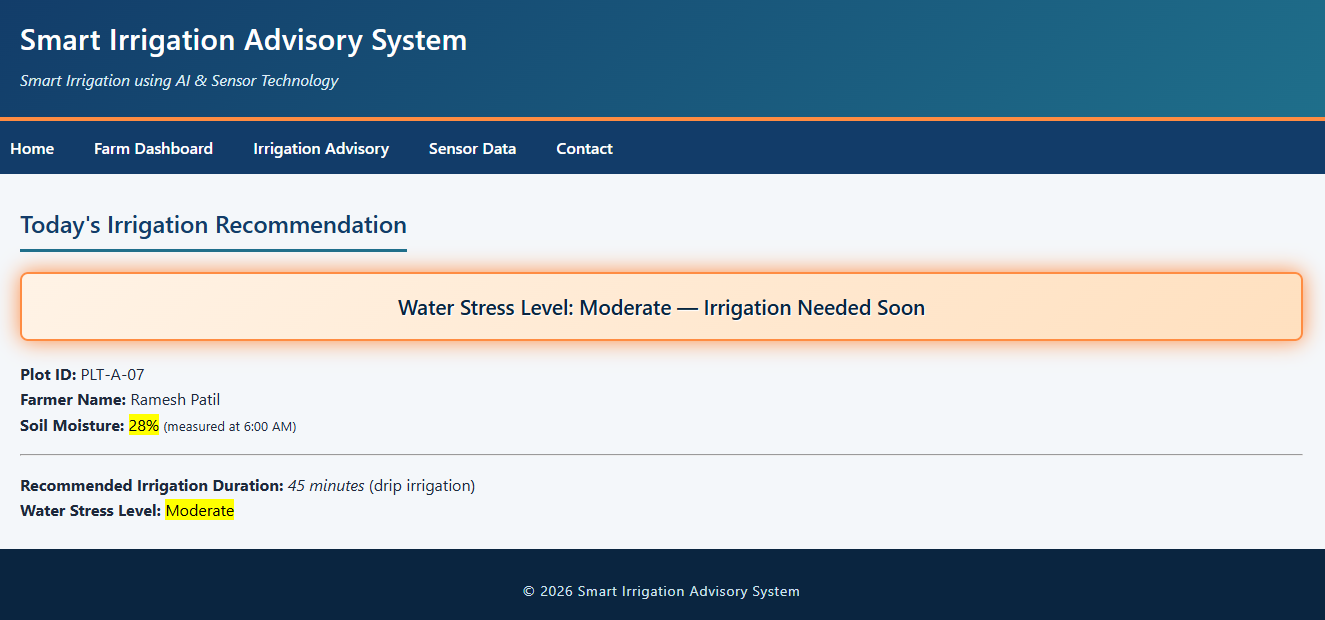 Smart Irrigation Advisory System
Smart Irrigation using AI & Sensor Technology
Home Farm Dashboard Irrigation Advisory Sensor Data Contact
Today's Irrigation Recommendation
Water Stress Level: Moderate — Irrigation Needed Soon
Plot ID: PLT-A-07
Farmer Name: Ramesh Patil
Soil Moisture: 28% (measured at 6:00 AM)
Recommended Irrigation Duration: 45 minutes (drip irrigation)
Water Stress Level: Moderate
© 2026 Smart Irrigation Advisory System